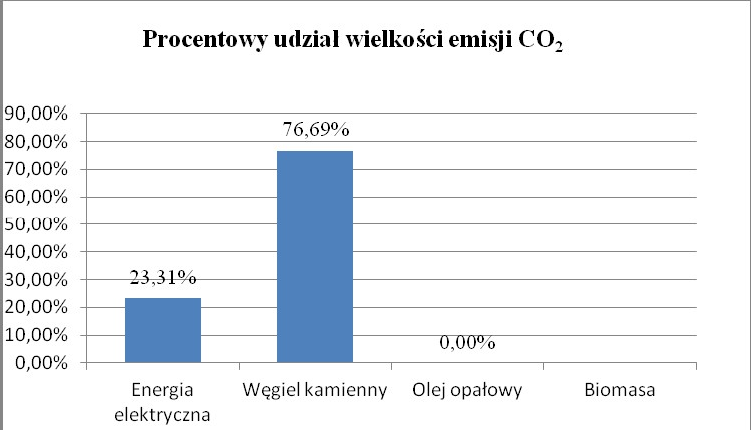 Procentowy udział wielkości emisji CO₂
90,00%
80,00%
70,00%
60,00%
50,00%
40,00%
30,00%
20,00%
10,00%
0,00%
23,31%
76,69%
0,00%
Energia
elektryczna
Węgiel kamienny
Olej opałowy
Biomasa